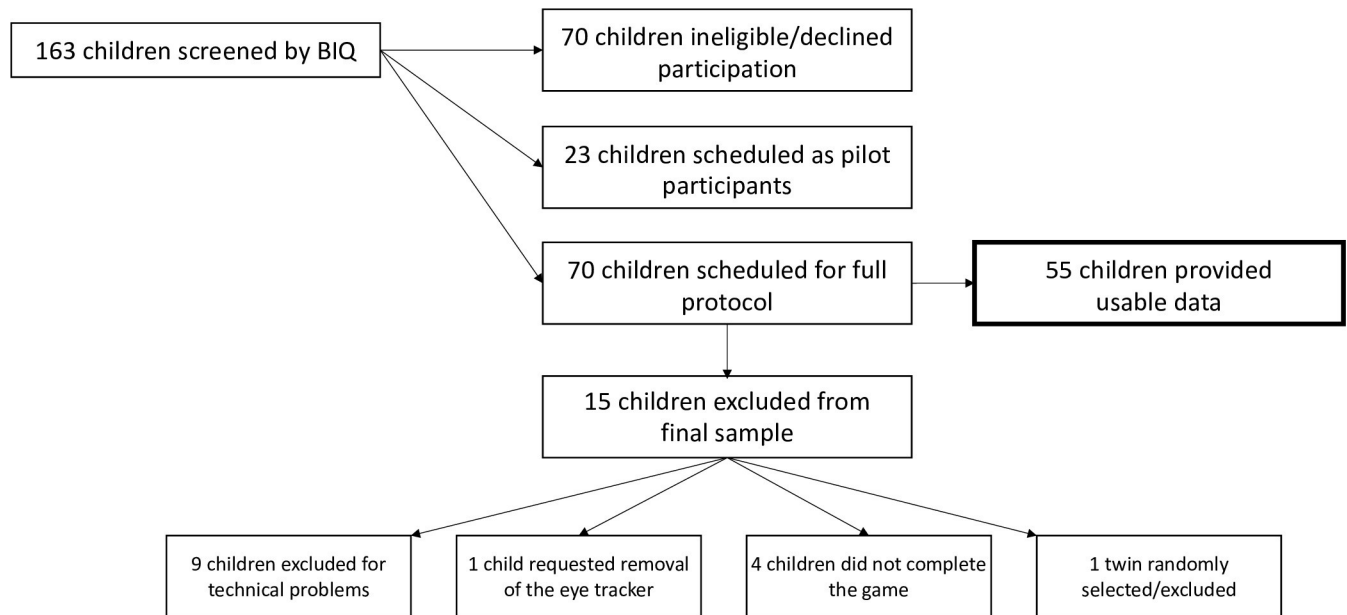 163 children screened by BIQ
70 children ineligible/declined
participation
23 children scheduled as pilot
participants
70 children scheduled for full
protocol
55 children provided
usable data
15 children excluded from
final sample
9 children excluded for
technical problems
1 child requested removal
of the eye tracker
4 children did not complete
the game
1 twin randomly
selected/excluded